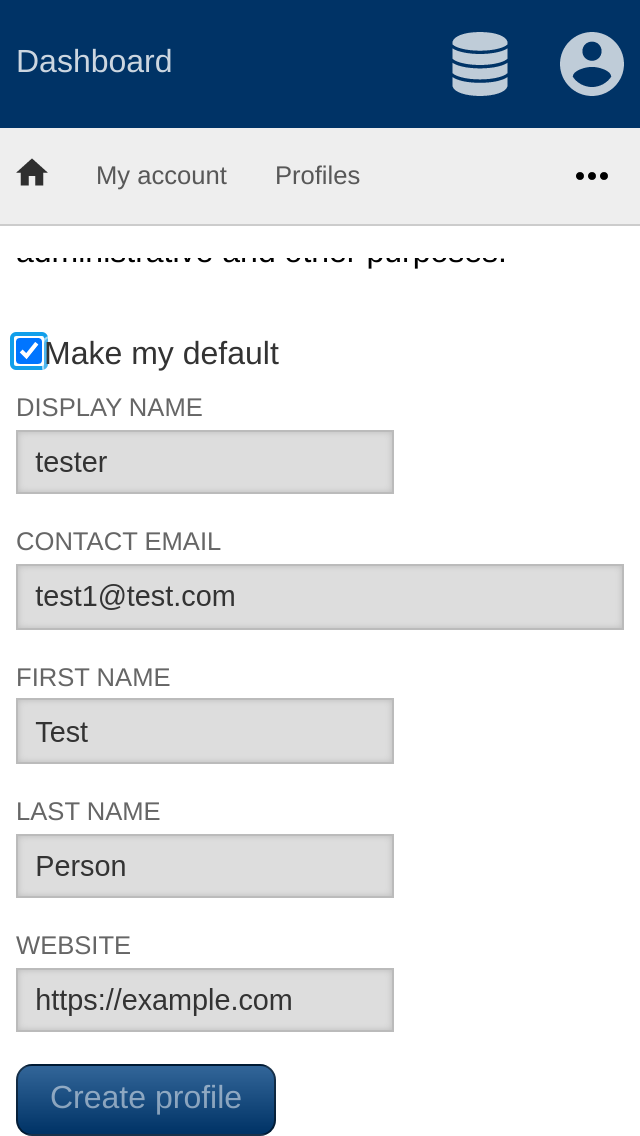 Dashboard
My account Profiles
administrative and other purposes.
Make my default
DISPLAY NAME
tester
CONTACT EMAIL
test1@test.com
FIRST NAME
Test
LAST NAME
Person
WEBSITE
https://example.com
Create profile